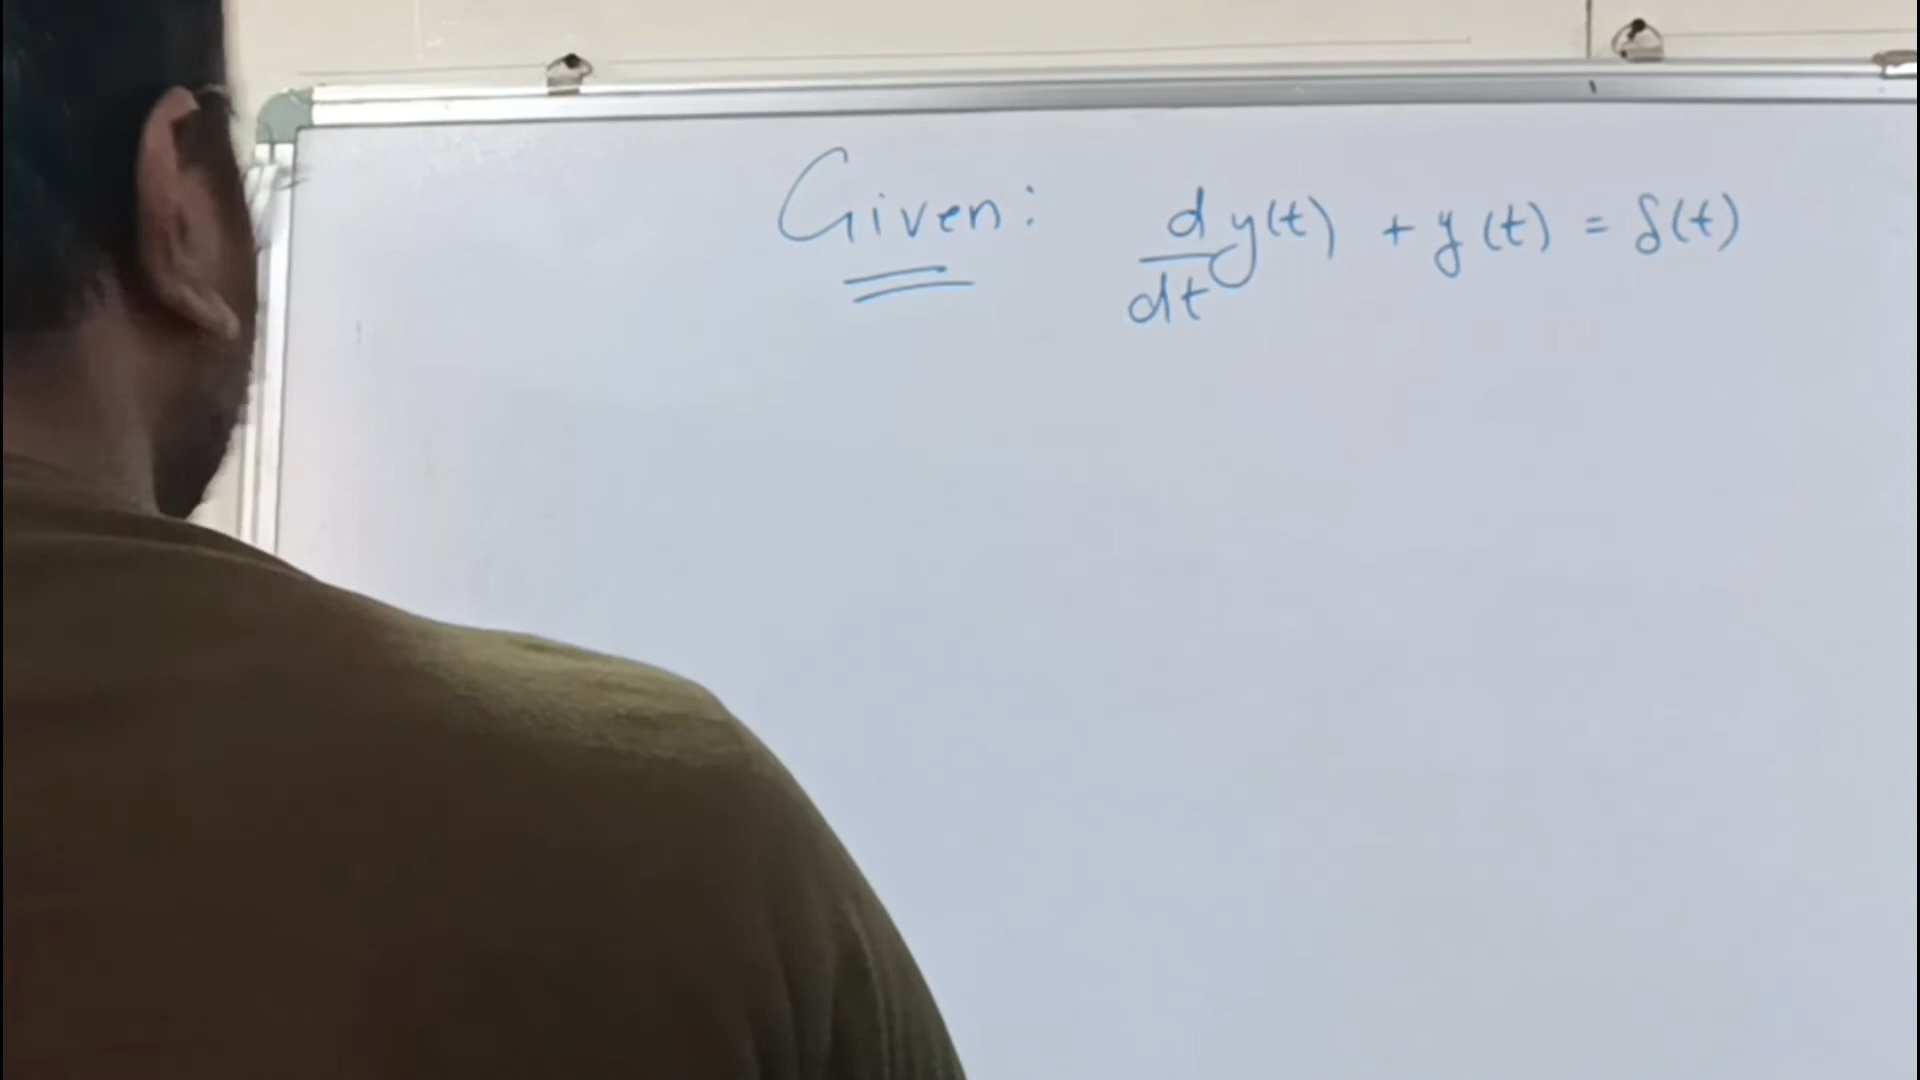 Given: d/dt y(t) + y(t) = δ(t)